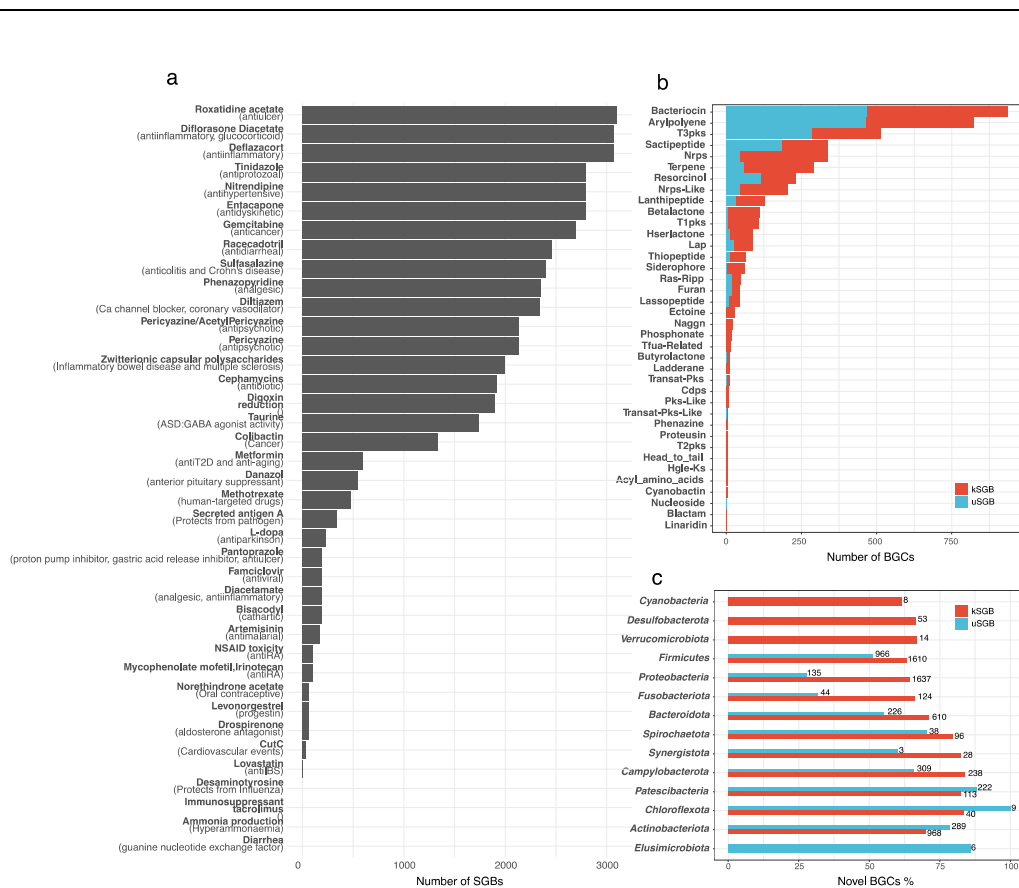 a
Roxatidine acetate
(antiulcer)
Diflorasone Diacetate
(antiinflammatory, glucocorticoid)
Deflazacort
(antiinflammatory)
Tinidazole
(antiprotozoal)
Nitrendipine
(antihypertensive)
Entacapone
(antidyskinetic)
Gemcitabine
(anticancer)
Racecadotril
(antidiarrheal)
Sulfasalazine
(anticolitis and Crohn's disease)
Phenazopyridine
(analgesic)
Diltiazem
(Ca channel blocker, coronary vasodilator)
Pericyazine/AcetylPericyazine
(antipsychotic)
Pericyazine
(antipsychotic)
Zwitterionic capsular polysaccharides
(Inflammatory bowel disease and multiple sclerosis)
Cephamycins
(antibiotic)
Digoxin
reduction
()
Taurine
(ASD:GABA agonist activity)
Colibactin
(Cancer)
Metformin
(antiT2D and anti-aging)
Danazol
(anterior pituitary suppressant)
Methotrexate
(human-targeted drugs)
Secreted antigen A
(Protects from pathogen)
L-dopa
(antiparkinson)
Pantoprazole
(proton pump inhibitor, gastric acid release inhibitor, antiulcer)
Famciclovir
(antiviral)
Diacetamate
(analgesic, antiinflammatory)
Bisacodyl
(cathartic)
Artemisinin
(antimalarial)
NSAID toxicity
(antiRA)
Mycophenolate mofetil,Irinotecan
(antiRA)
Norethindrone acetate
(Oral contraceptive)
Levonorgestrel
(progestin)
Drospirenone
(aldosterone antagonist)
CutC
(Cardiovascular events)
Lovastatin
(antiIBS)
Desaminotyrosine
(Protects from Influenza)
Immunosuppressant
tacrolimus
()
Ammonia production
(Hyperammonaemia)
Diarrhea
(guanine nucleotide exchange factor)
0 1000 2000 3000
Number of SGBs
b
Bacteriocin
Arylpolyene
T3pks
Sactipeptide
Nrps
Terpene
Resorcinol
Nrps-Like
Lanthipeptide
Betalactone
T1pks
Hserlactone
Lap
Thiopeptide
Siderophore
Ras-Ripp
Furan
Lassopeptide
Ectoine
Naggn
Phosphonate
Tfua-Related
Butyrolactone
Ladderane
Transat-Pks
Cdps
Pks-Like
Transat-Pks-Like
Phenazine
Proteusin
T2pks
Head_to_tail
Hgle-Ks
Acyl_amino_acids
Cyanobactin
Nucleoside
Blactam
Linaridin
kSGB
uSGB
0 250 500 750
Number of BGCs
c
Cyanobacteria 8
Desulfobacterota 53
Verrucomicrobiota 14
Firmicutes 966 1610
Proteobacteria 135 1637
Fusobacteriota 44 124
Bacteroidota 226 610
Spirochaetota 38 96
Synergistota 3 28
Campylobacterota 309 238
Patescibacteria 222 113
Chloroflexota 9 40
Actinobacteriota 289 968
Elusimicrobiota 6
kSGB
uSGB
0 25 50 75 100
Novel BGCs %